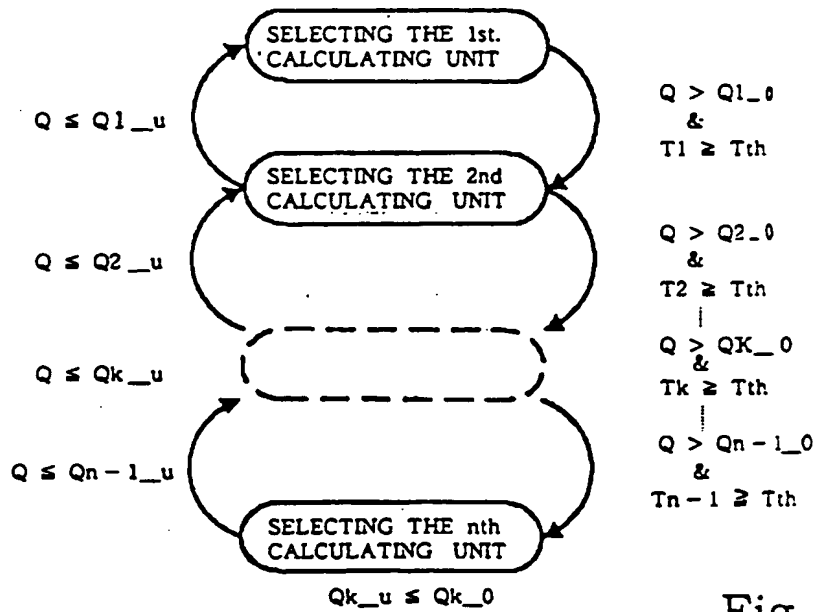 SELECTING THE 1st.
CALCULATING UNIT
Q ≤ Q1_u
Q > Q1_0
&
T1 ≧ Tth
SELECTING THE 2nd
CALCULATING UNIT
Q ≤ Q2_u
Q > Q2_0
&
T2 ≧ Tth
Q ≤ Qk_u
Q > QK_0
&
Tk ≧ Tth
Q ≤ Qn-1_u
Q > Qn-1_0
&
Tn-1 ≧ Tth
SELECTING THE nth
CALCULATING UNIT
Qk_u ≤ Qk_0
Fig